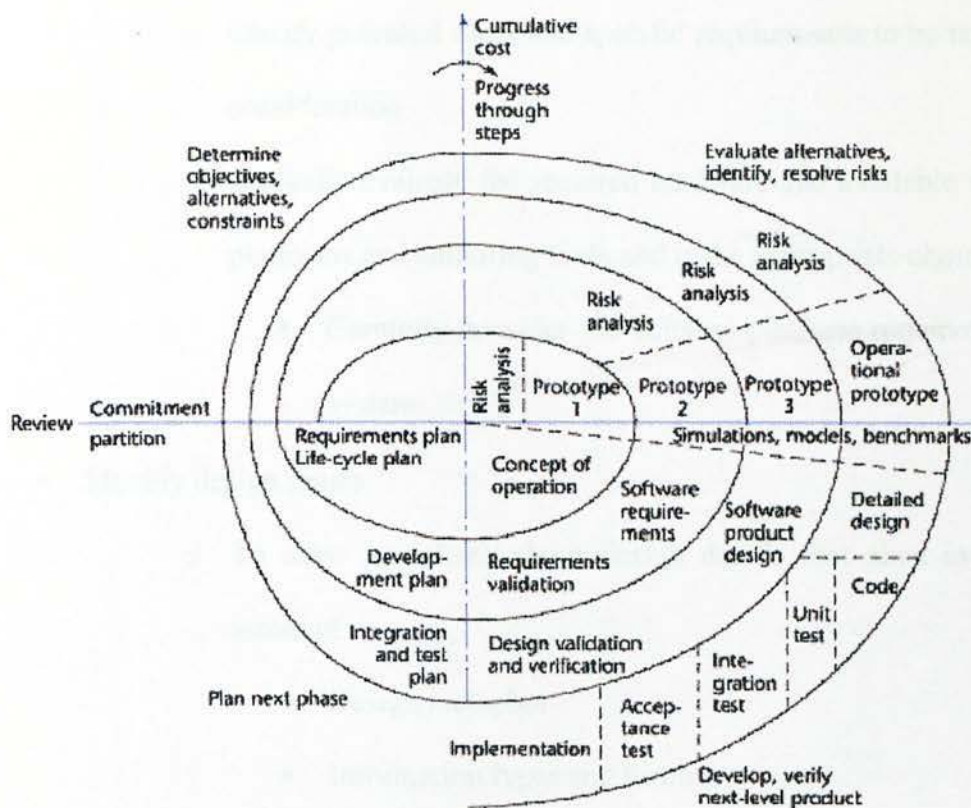 Cumulative
cost
Progress
through
steps
Determine
objectives,
alternatives,
constraints
Evaluate alternatives,
identify, resolve risks
Risk
analysis
Risk
analysis
Risk
analysis
Risk
analysis
Prototype
1
Prototype
2
Prototype
3
Opera-
tional
prototype
Review
Commitment
partition
Requirements plan
Life-cycle plan
Simulations, models, benchmarks
Concept of
operation
Software
require-
ments
Software
product
design
Detailed
design
Develop-
ment plan
Requirements
validation
Code
Unit
test
Integration
and test
plan
Design validation
and verification
Inte-
gration
test
Plan next phase
Accep-
tance
test
Implementation
Develop, verify
next-level product